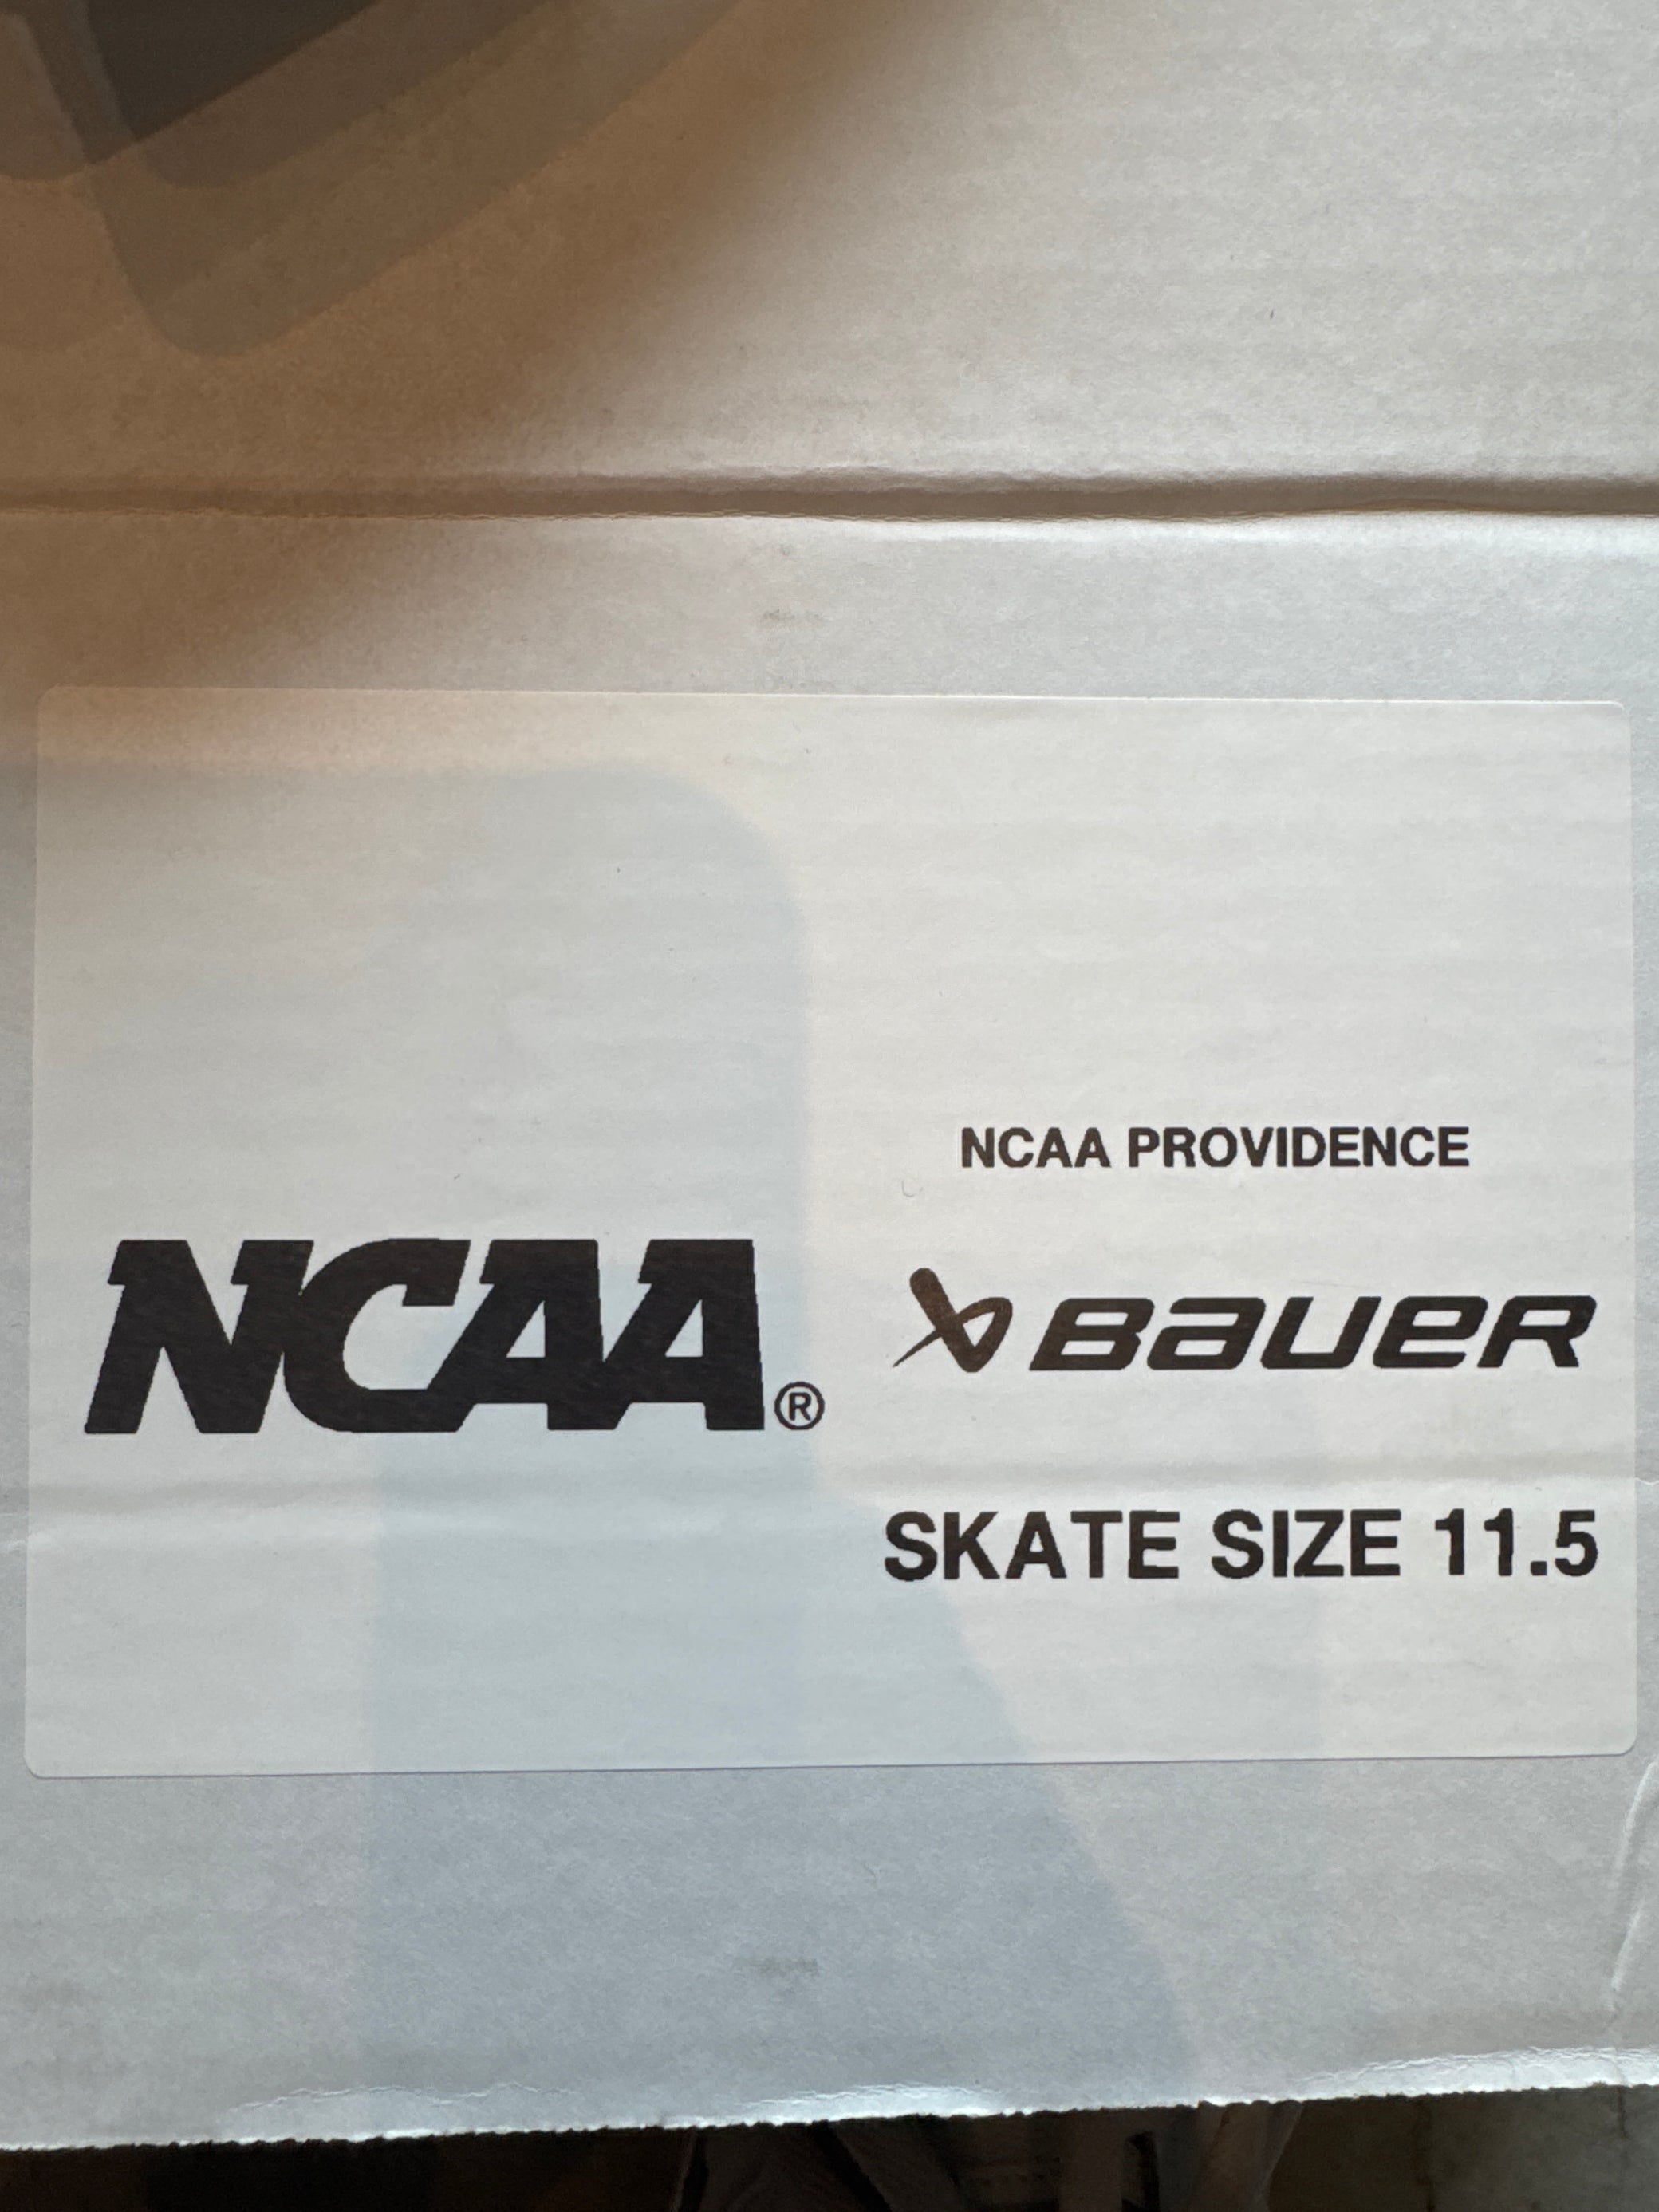 NCAA PROVIDENCE
NCAA®
BAUER
SKATE SIZE 11.5